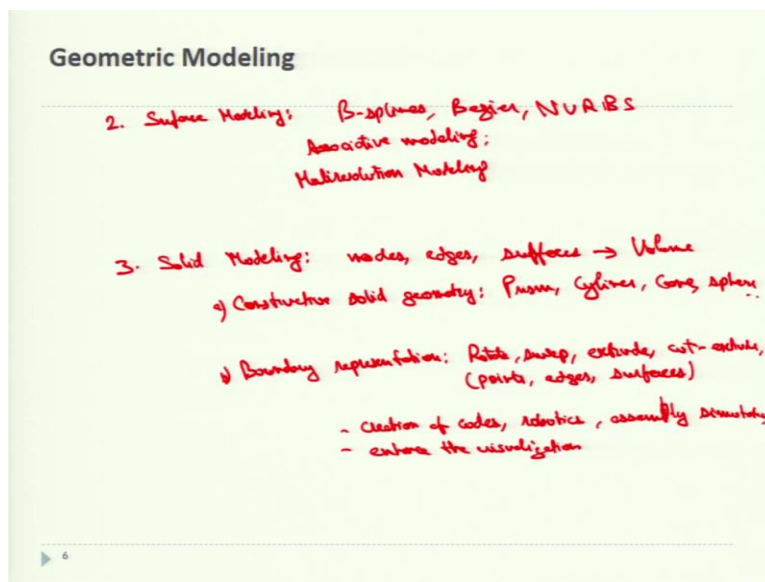 Geometric Modeling
2. Surface Modeling: B-splines, Bezier, NURBS
Associative modeling;
Multiresolution Modeling
3. Solid Modeling: nodes, edges, surfaces → Volume
a) Constructive solid geometry: Prism, Cylinder, Cone, sphere..
b) Boundary representation: Rotate, sweep, extrude, cut-extrude,
(points, edges, surfaces)
- creation of codes, robotics, assembly
- enhance the visualization
6